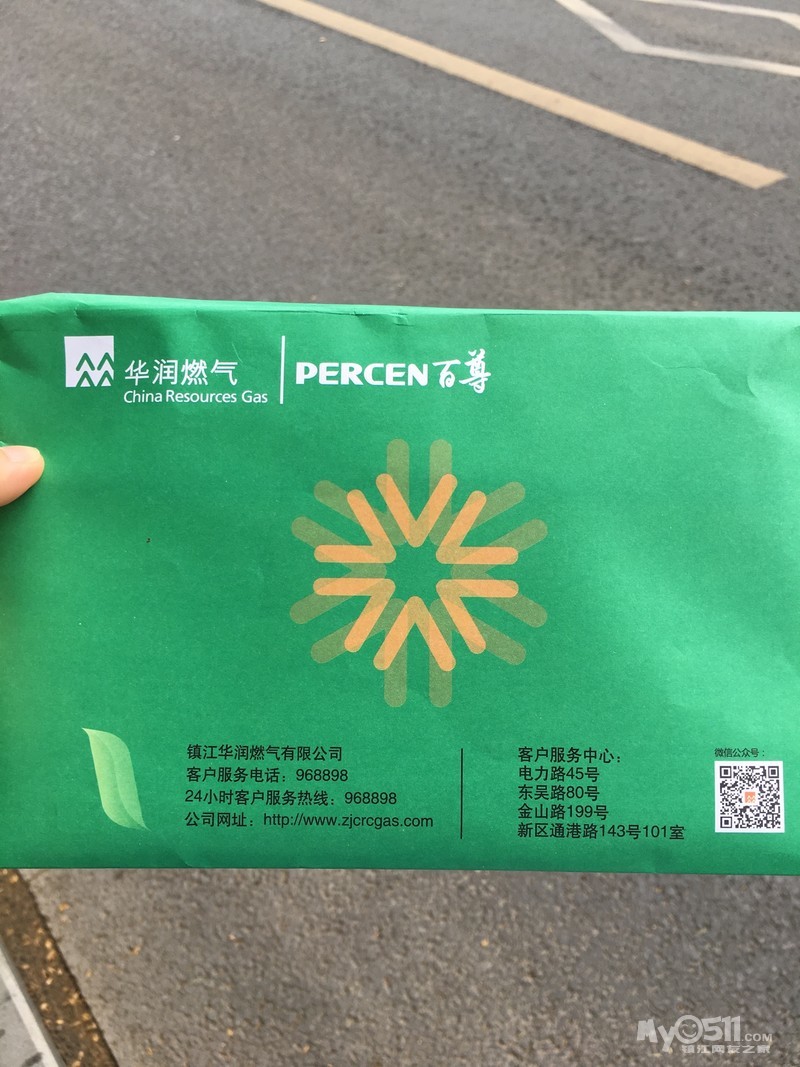 华润燃气
China Resources Gas
PERCEN百尊
镇江华润燃气有限公司
客户服务电话：968898
24小时客户服务热线：968898
公司网址：http://www.zjcrcgas.com
客户服务中心：
电力路45号
东吴路80号
金山路199号
新区通港路143号101室
微信公众号：
My0511.COM
镇江网友之家